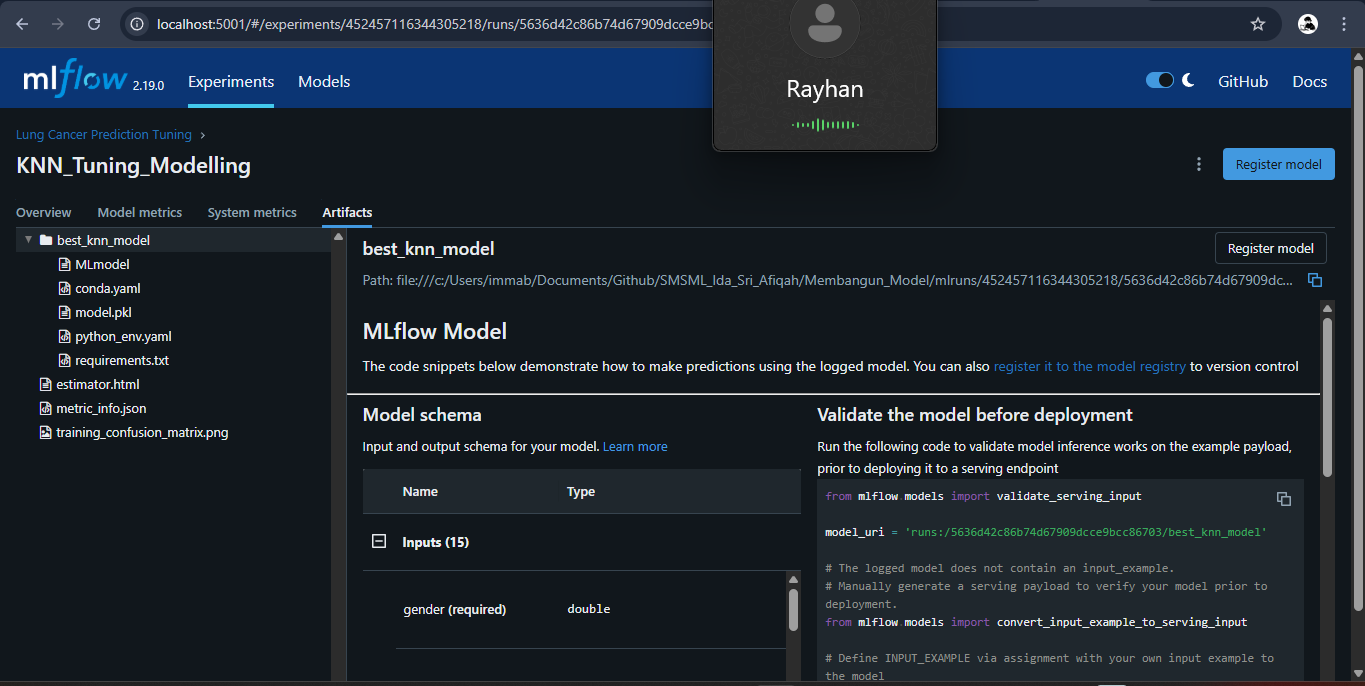 localhost:5001/#/experiments/452457116344305218/runs/5636d42c86b74d67909dcce9bc
Rayhan
mlflow 2.19.0 Experiments Models GitHub Docs
Lung Cancer Prediction Tuning
KNN_Tuning_Modelling
Register model
Overview Model metrics System metrics Artifacts
best_knn_model
MLmodel
conda.yaml
model.pkl
python_env.yaml
requirements.txt
estimator.html
metric_info.json
training_confusion_matrix.png
best_knn_model
Register model
Path: file:///c:/Users/immab/Documents/Github/SMSML_Ida_Sri_Afiqah/Membangun_Model/mlruns/452457116344305218/5636d42c86b74d67909dc...
MLflow Model
The code snippets below demonstrate how to make predictions using the logged model. You can also register it to the model registry to version control
Model schema
Input and output schema for your model. Learn more
Name Type
Inputs (15)
gender (required) double
Validate the model before deployment
Run the following code to validate model inference works on the example payload,
prior to deploying it to a serving endpoint
from mlflow.models import validate_serving_input
model_uri = 'runs:/5636d42c86b74d67909dcce9bcc86703/best_knn_model'
# The logged model does not contain an input_example.
# Manually generate a serving payload to verify your model prior to
deployment.
from mlflow.models import convert_input_example_to_serving_input
# Define INPUT_EXAMPLE via assignment with your own input example to
the model